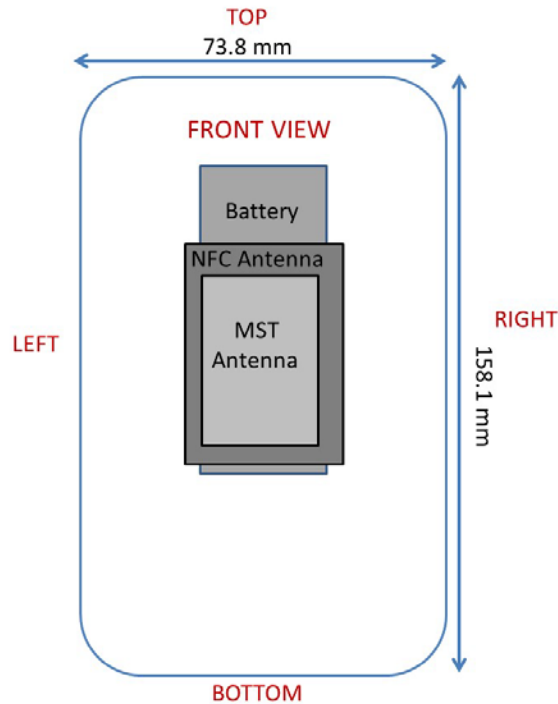 TOP
73.8 mm
FRONT VIEW
Battery
NFC Antenna
MST
Antenna
LEFT
RIGHT
158.1 mm
BOTTOM